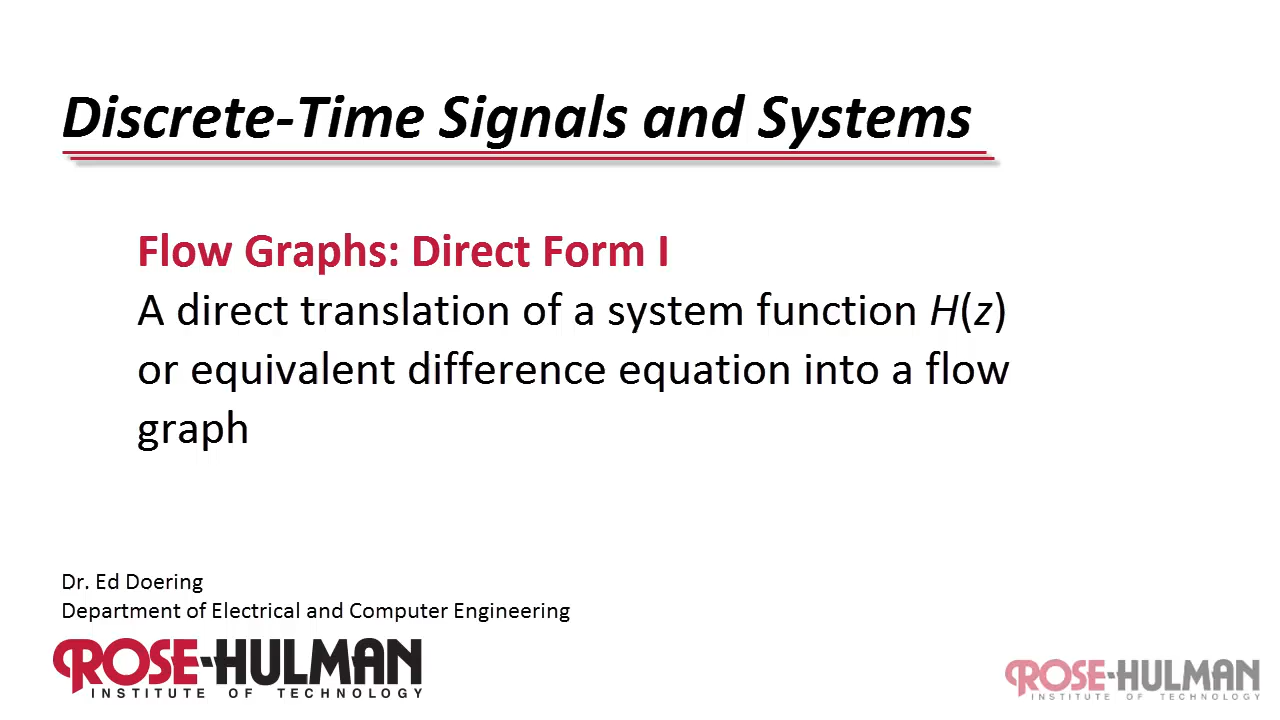 Discrete-Time Signals and Systems
Flow Graphs: Direct Form I
A direct translation of a system function H(z)
or equivalent difference equation into a flow
graph
Dr. Ed Doering
Department of Electrical and Computer Engineering
ROSE-HULMAN
INSTITUTE OF TECHNOLOGY
ROSE-HULMAN
INSTITUTE OF TECHNOLOGY